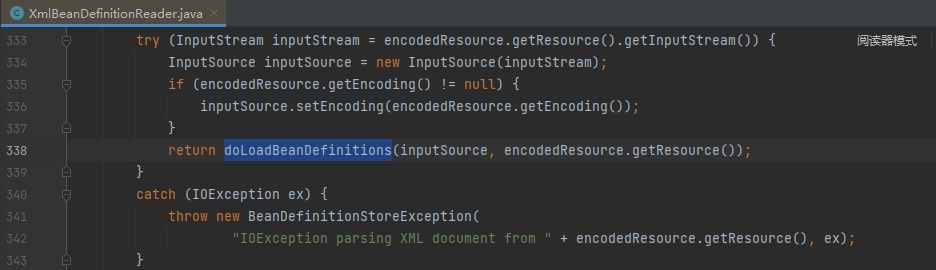 XmlBeanDefinitionReader.java
333 try (InputStream inputStream = encodedResource.getResource().getInputStream()) { 阅读器模式
334 InputSource inputSource = new InputSource(inputStream);
335 if (encodedResource.getEncoding() != null) {
336 inputSource.setEncoding(encodedResource.getEncoding());
337 }
338 return doLoadBeanDefinitions(inputSource, encodedResource.getResource());
339 }
340 catch (IOException ex) {
341 throw new BeanDefinitionStoreException(
342 "IOException parsing XML document from " + encodedResource.getResource(), ex);
343 }